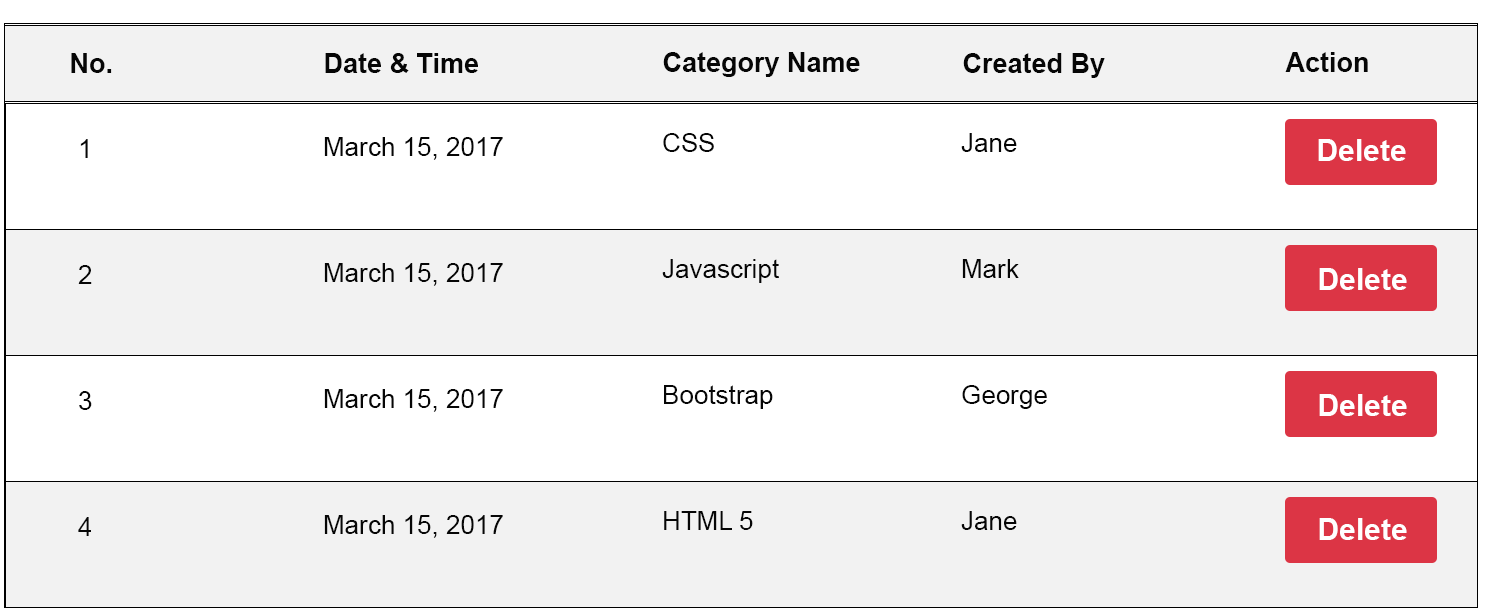 No. Date & Time Category Name Created By Action
1 March 15, 2017 CSS Jane Delete
2 March 15, 2017 Javascript Mark Delete
3 March 15, 2017 Bootstrap George Delete
4 March 15, 2017 HTML 5 Jane Delete